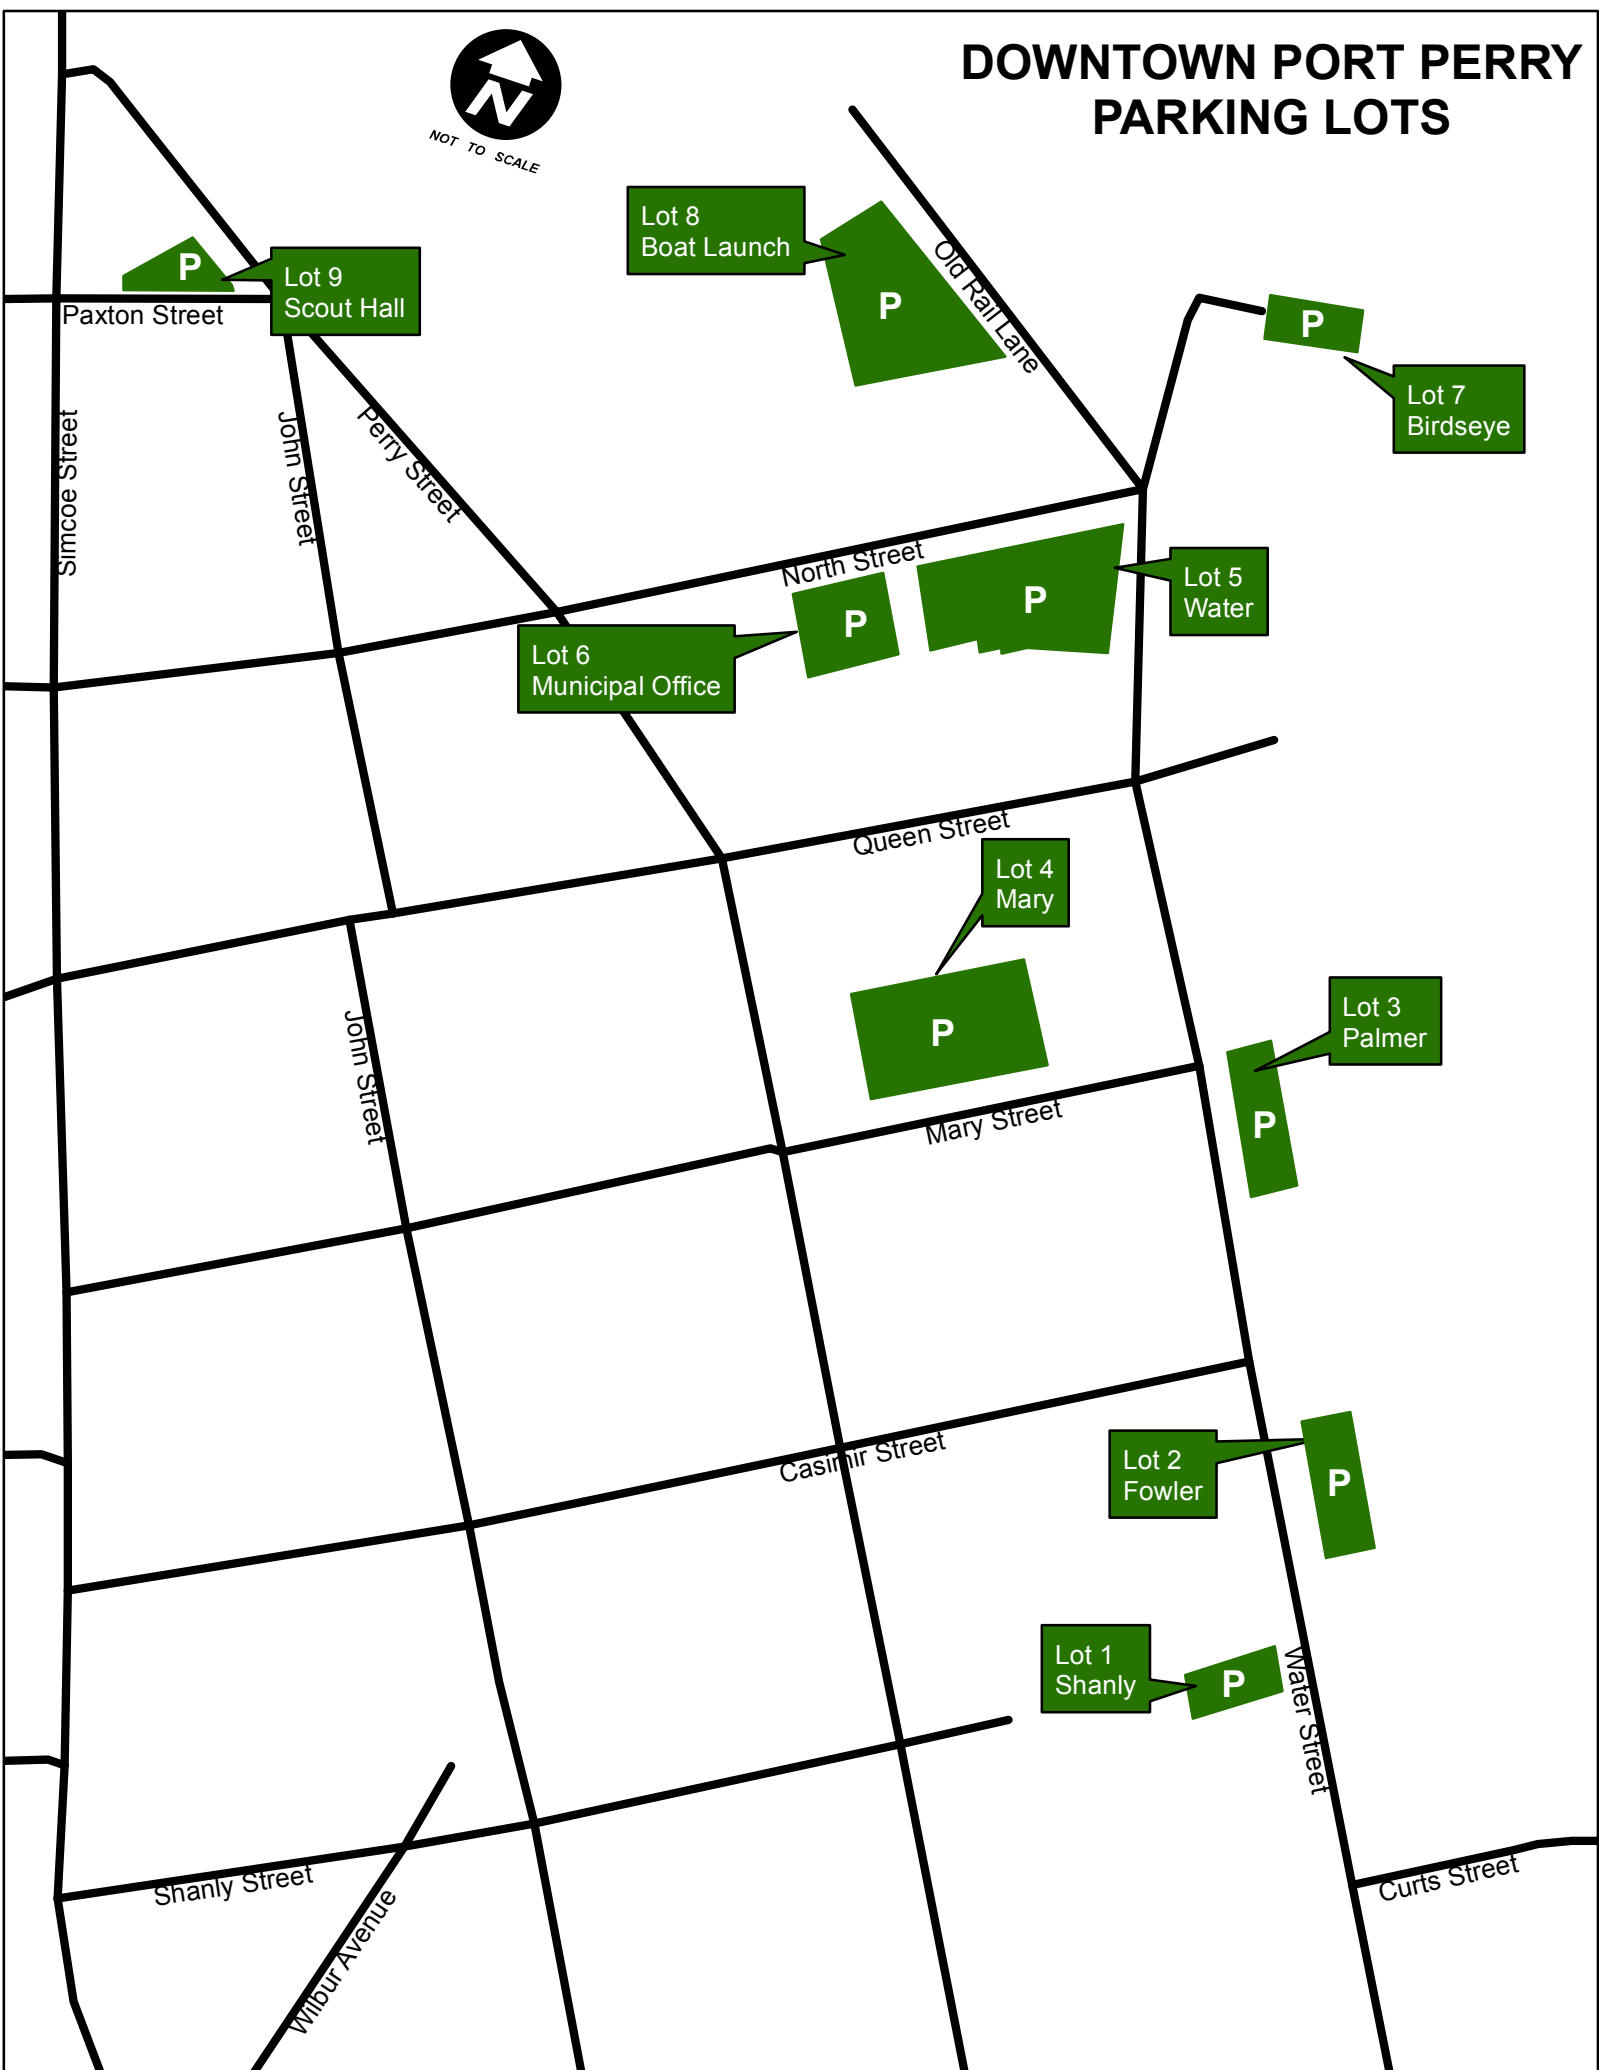 DOWNTOWN PORT PERRY
PARKING LOTS
N
NOT TO SCALE
Lot 8
Boat Launch
P
Old Rail Lane
P
Lot 9
Scout Hall
Paxton Street
P
Lot 7
Birdseye
Simcoe Street
John Street
Perry Street
North Street
P
P
Lot 5
Water
Lot 6
Municipal Office
Queen Street
Lot 4
Mary
P
Lot 3
Palmer
P
John Street
Mary Street
Casimir Street
Lot 2
Fowler
P
Lot 1
Shanly
P
Water Street
Shanly Street
Curts Street
Wilbur Avenue